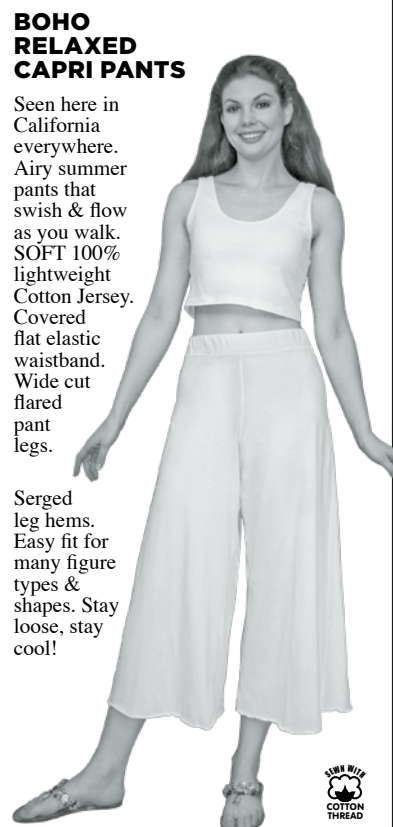 BOHO
RELAXED
CAPRI PANTS
Seen here in
California
everywhere.
Airy summer
pants that
swish & flow
as you walk.
SOFT 100%
lightweight
Cotton Jersey.
Covered
flat elastic
waistband.
Wide cut
flared
pant
legs.
Serged
leg hems.
Easy fit for
many figure
types &
shapes. Stay
loose, stay
cool!
SEWN WITH
COTTON
THREAD